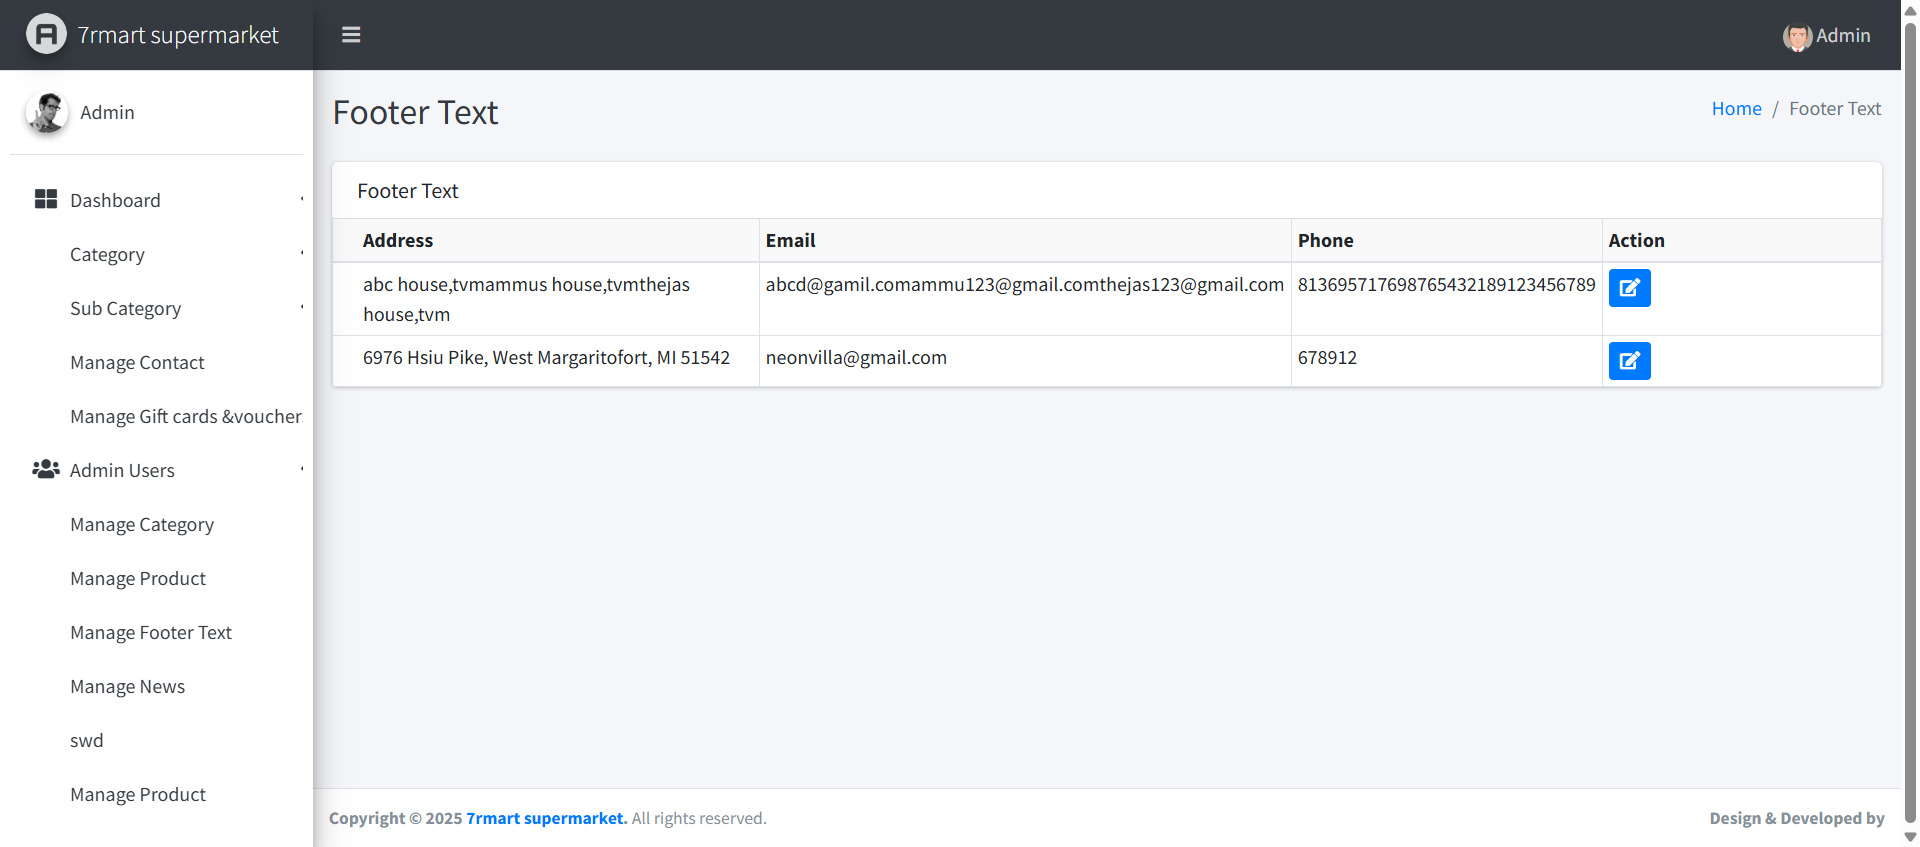 7rmart supermarket
Admin
Admin
Footer Text
Home / Footer Text
Dashboard
Category
Sub Category
Manage Contact
Manage Gift cards &voucher
Admin Users
Manage Category
Manage Product
Manage Footer Text
Manage News
swd
Manage Product
Footer Text
Address Email Phone Action
abc house,tvmammus house,tvmthejas abcd@gamil.comammu123@gmail.comthejas123@gmail.com 81369571769876543218​9123456789
house,tvm
6976 Hsiu Pike, West Margaritofort, MI 51542 neonvilla@gmail.com 678912
Copyright © 2025 7rmart supermarket. All rights reserved.
Design & Developed by